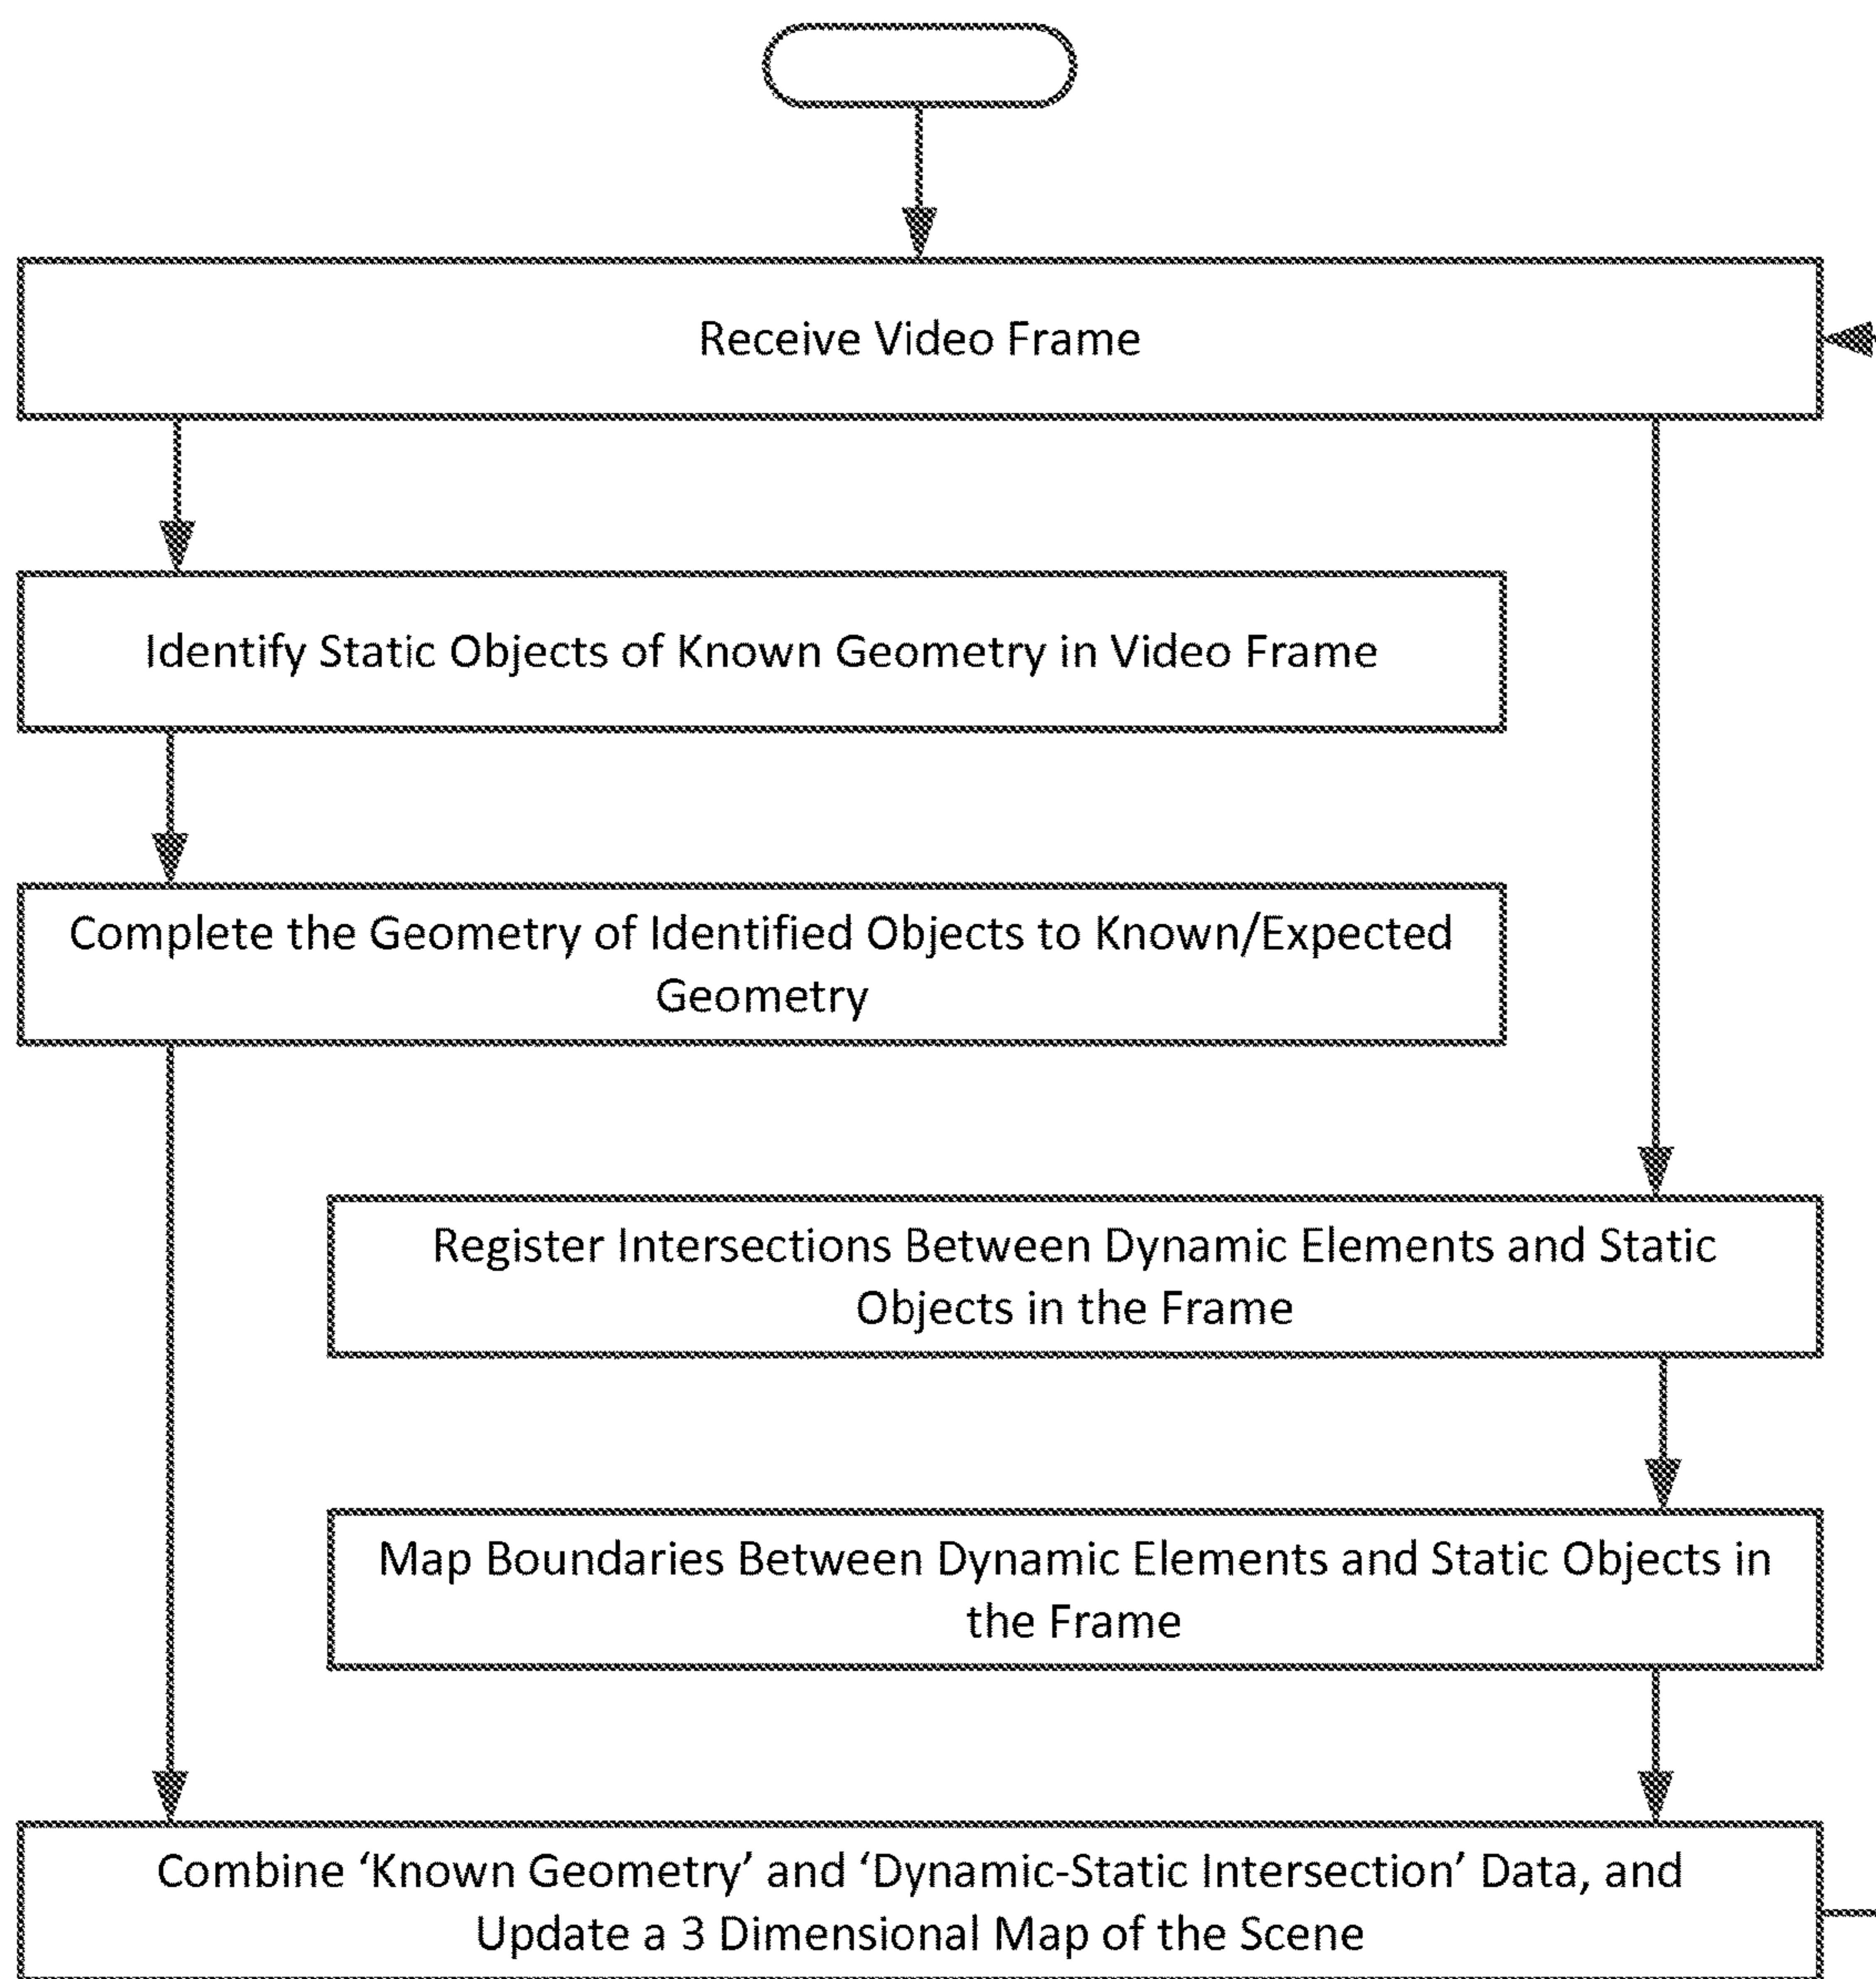 Receive Video Frame
Identify Static Objects of Known Geometry in Video Frame
Complete the Geometry of Identified Objects to Known/Expected
Geometry
Register Intersections Between Dynamic Elements and Static
Objects in the Frame
Map Boundaries Between Dynamic Elements and Static Objects in
the Frame
Combine ‘Known Geometry’ and ‘Dynamic-Static Intersection’ Data, and
Update a 3 Dimensional Map of the Scene